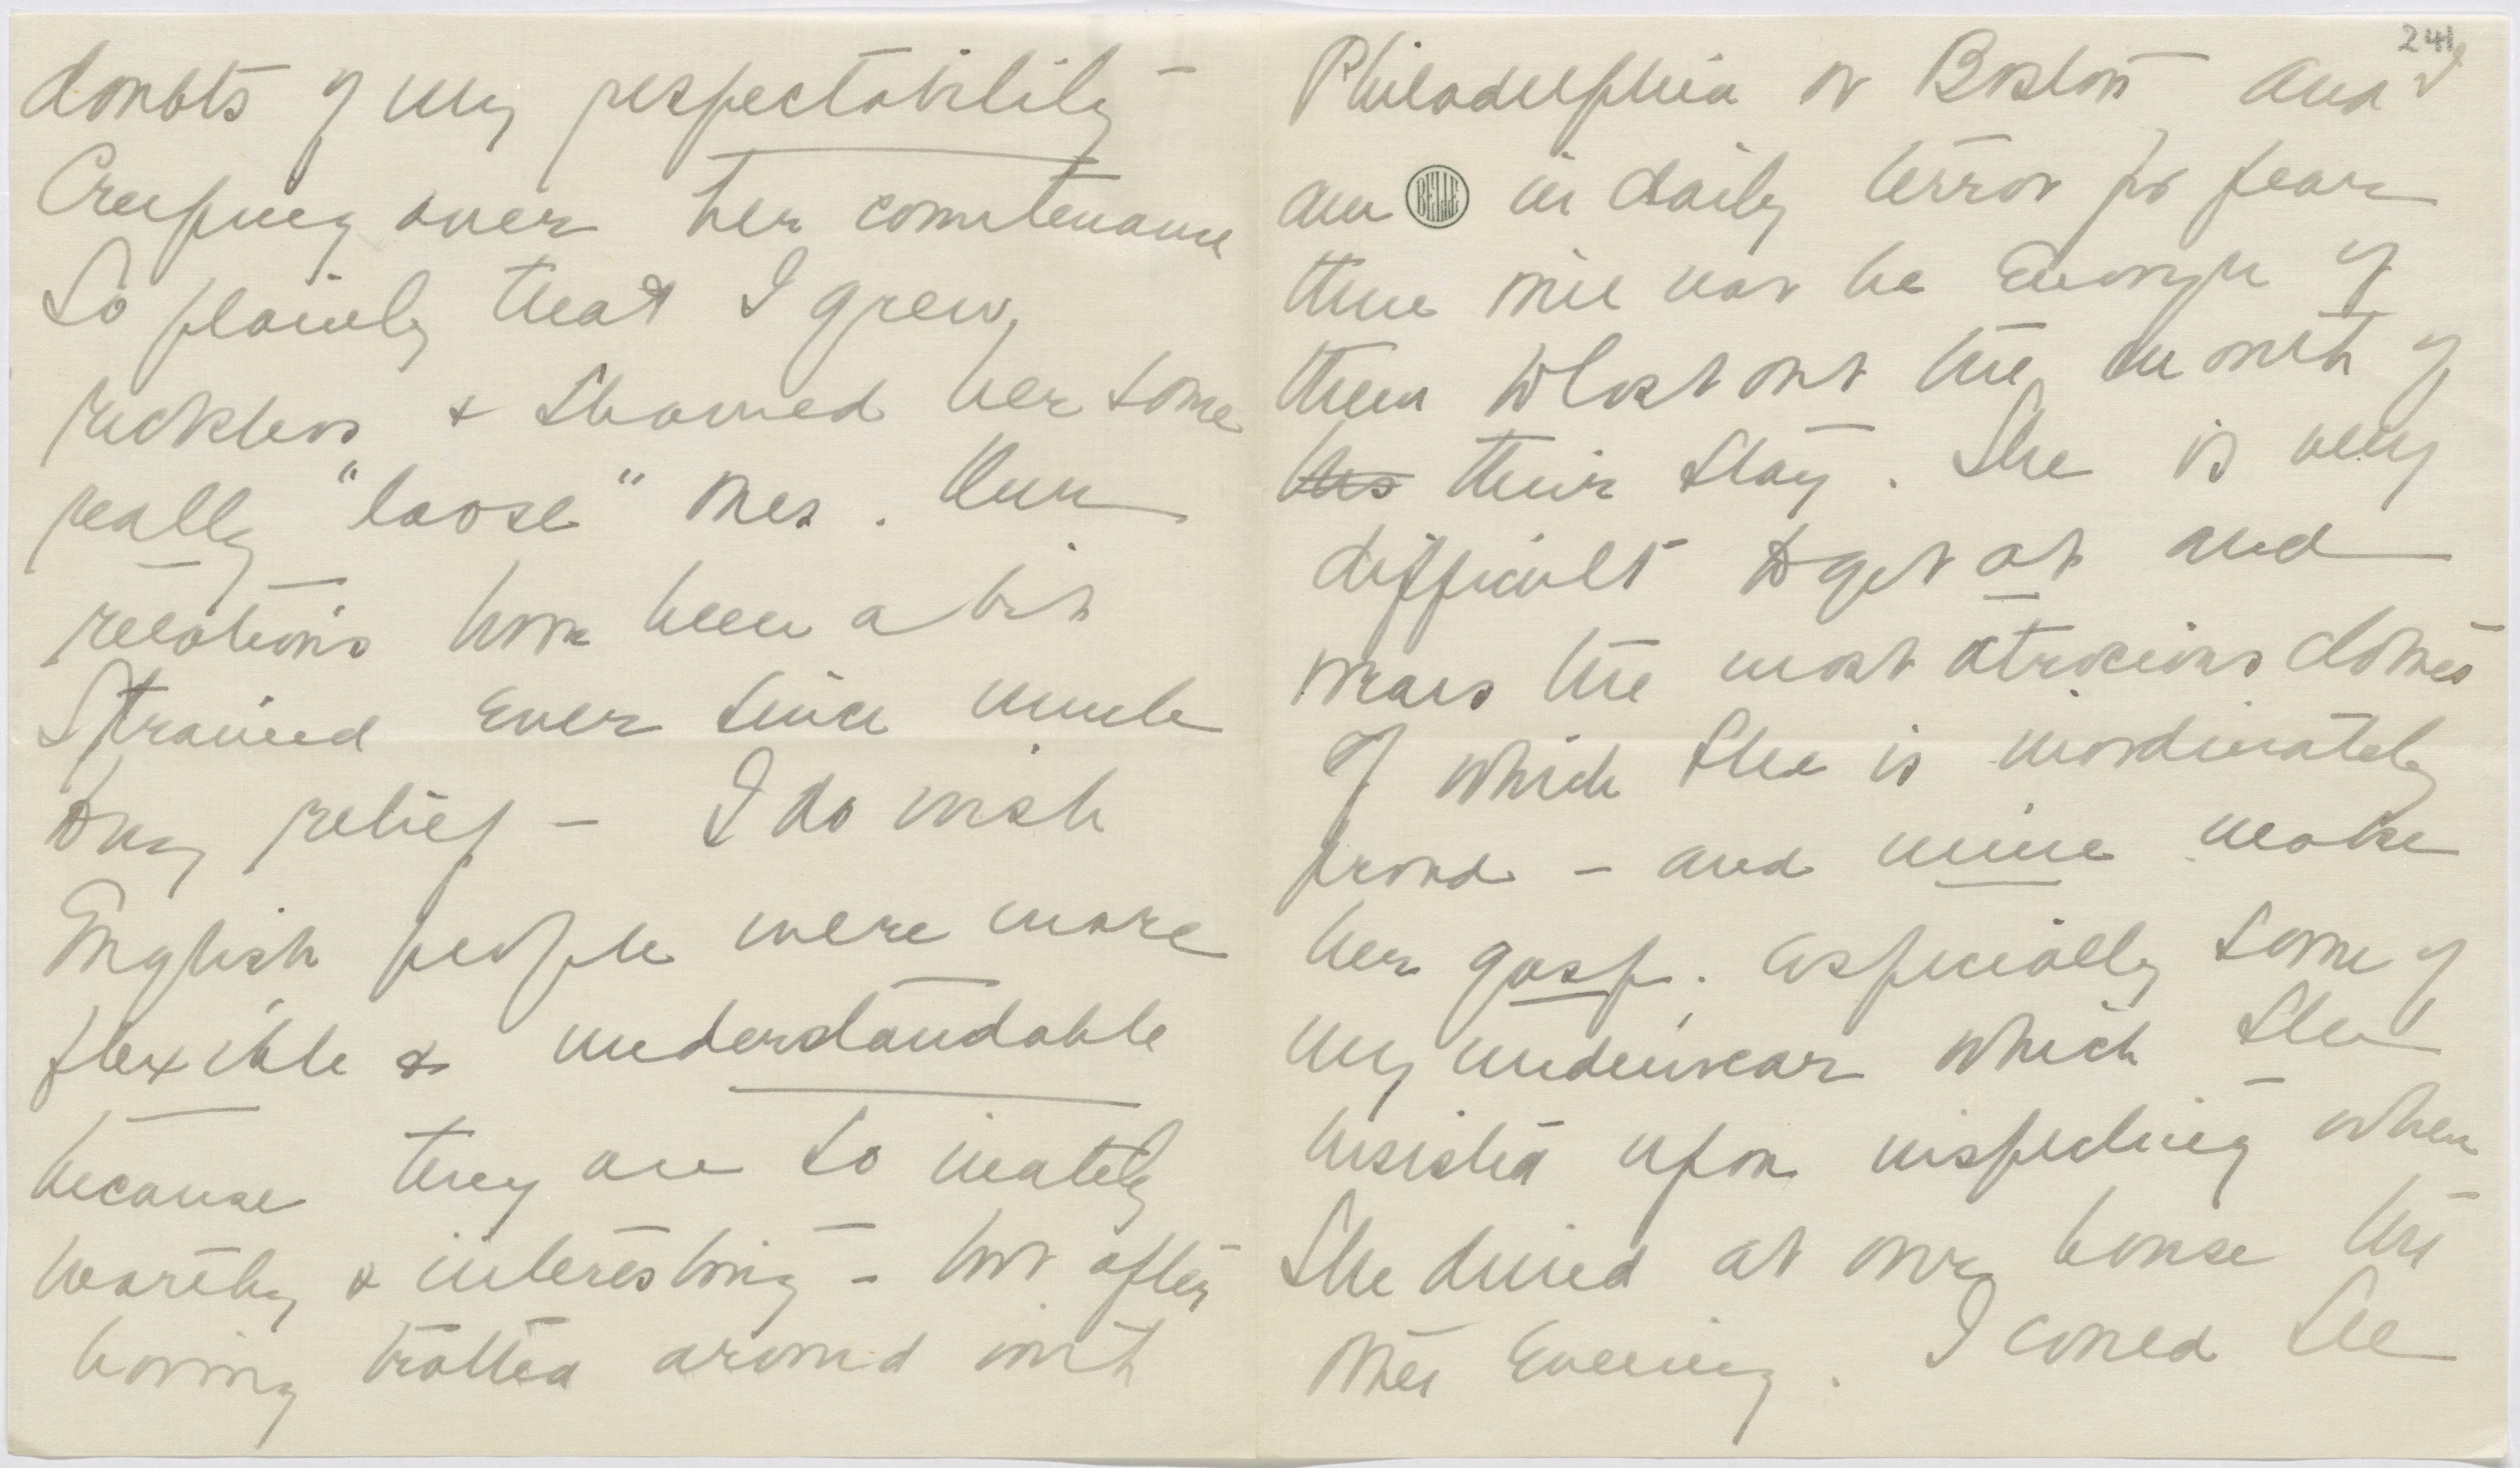 doubts of my respectability –
Creeping over her countenance
So plainly that I grew
reckless & showed her some
really "loose" ones. Our
relations have been a bit
Strained ever since much
to my relief – I do wish
English people were more
flexible & understandable
because they are so inately
worthy & interesting – but after
having trotted around with
241
Philadelphia or Boston and I
am BELLE in daily terror for fear
there will not be enough of
them to last out the month of
their stay. She is very
difficult to get at and
wears the most atrocious clothes
of which she is inordinately
proud – and mine make
her gasp. especially some of
my underwear which she
insisted upon inspecting when
She dined at our house the
other evening. I could see